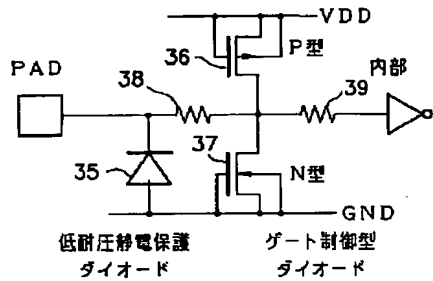 VDD
PAD
36
P型
38
内部
39
37
35
N型
GND
低耐圧静電保護
ダイオード
ゲート制御型
ダイオード